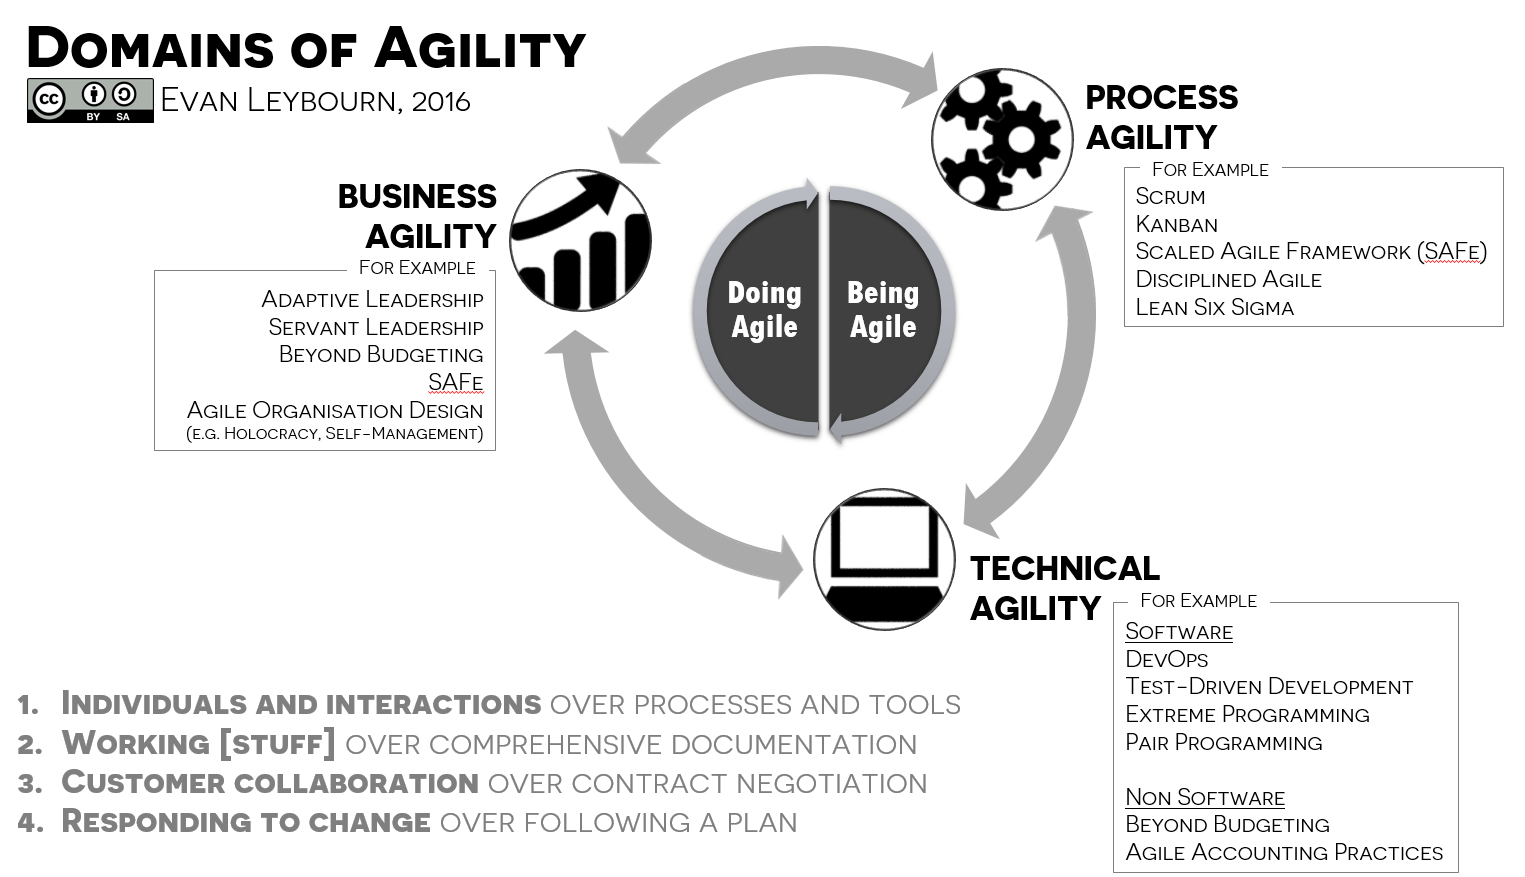 Domains of Agility
cc BY SA Evan Leybourn, 2016
PROCESS
AGILITY
For Example
Scrum
Kanban
Scaled Agile Framework (SAFe)
Disciplined Agile
Lean Six Sigma
BUSINESS
AGILITY
For Example
Adaptive Leadership
Servant Leadership
Beyond Budgeting
SAFe
Agile Organisation Design
(e.g. Holocracy, Self-Management)
Doing
Agile
Being
Agile
TECHNICAL
AGILITY
For Example
Software
DevOps
Test-Driven Development
Extreme Programming
Pair Programming
Non Software
Beyond Budgeting
Agile Accounting Practices
1. Individuals and interactions over processes and tools
2. Working [stuff] over comprehensive documentation
3. Customer collaboration over contract negotiation
4. Responding to change over following a plan